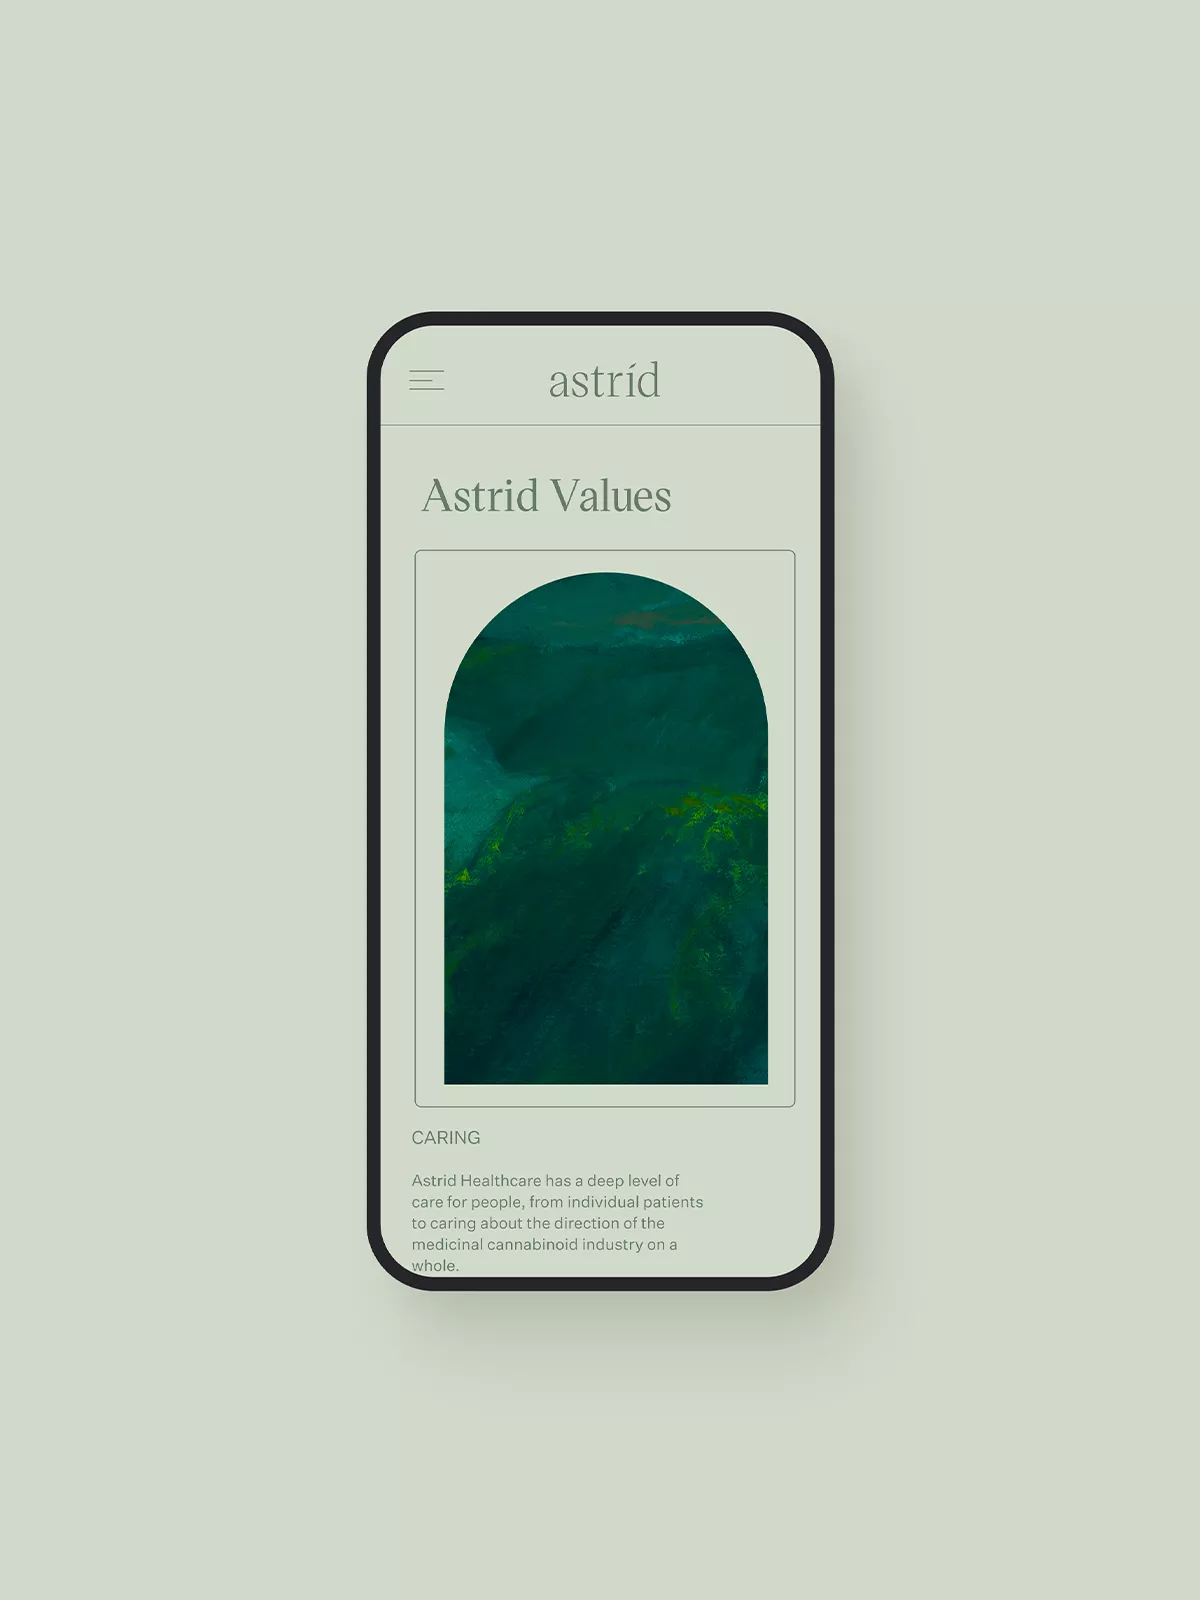 astríd
Astrid Values
CARING
Astrid Healthcare has a deep level of
care for people, from individual patients
to caring about the direction of the
medicinal cannabinoid industry on a
whole.